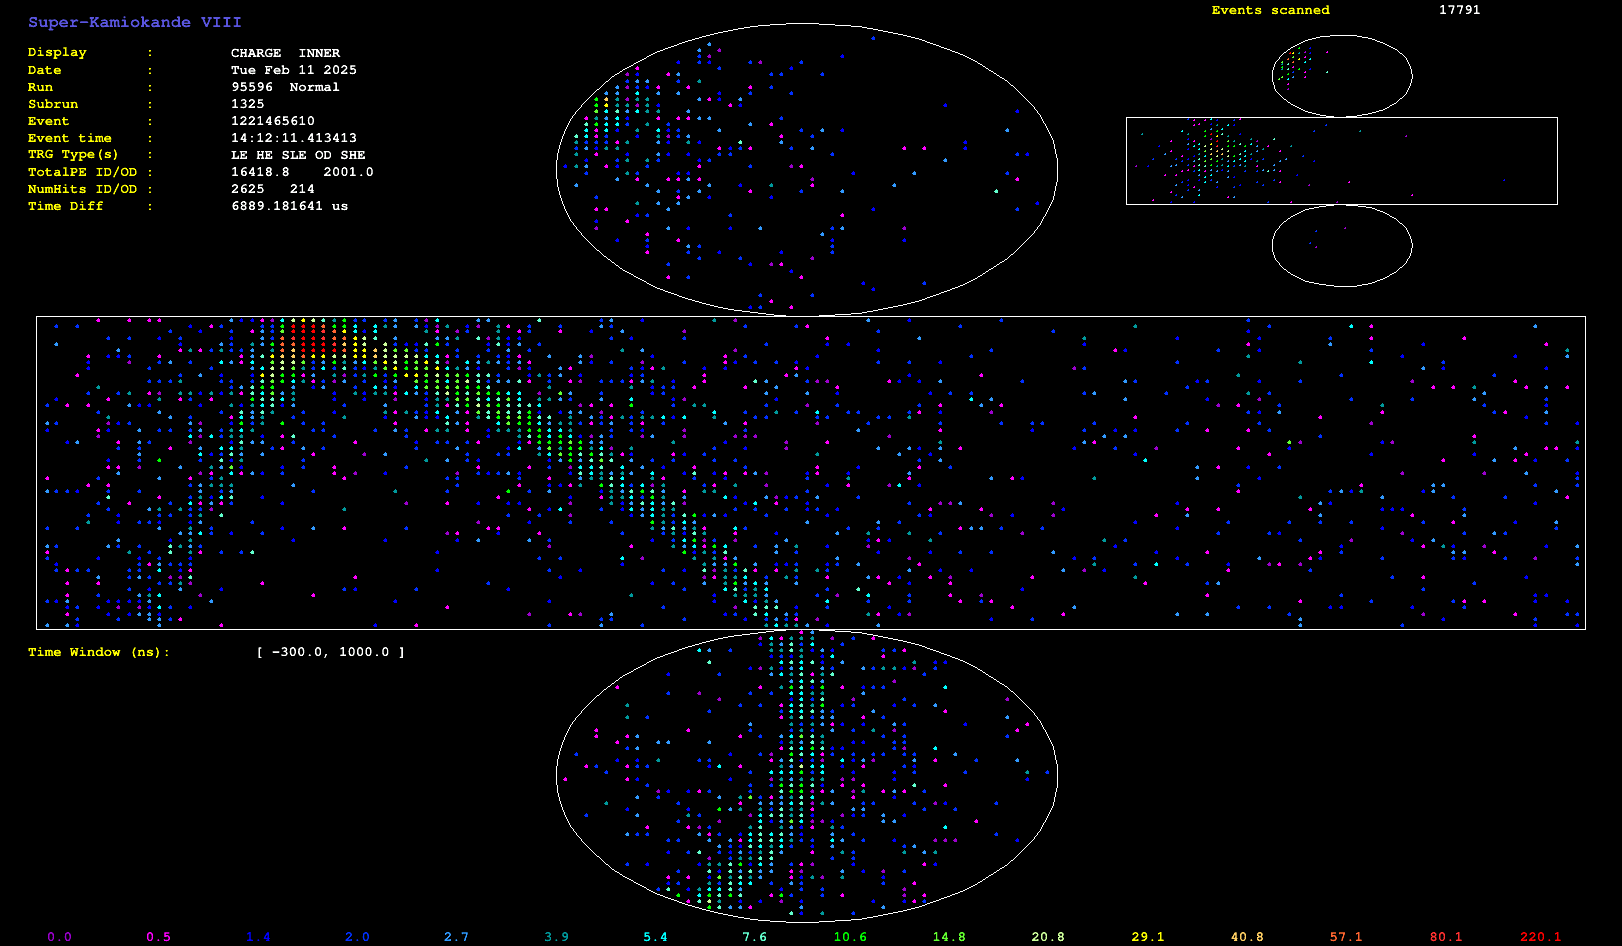 Super-Kamiokande VIII
Display : CHARGE INNER
Date : Tue Feb 11 2025
Run : 95596 Normal
Subrun : 1325
Event : 1221465610
Event time : 14:12:11.413413
TRG Type(s) : LE HE SLE OD SHE
TotalPE ID/OD : 16418.8 2001.0
NumHits ID/OD : 2625 214
Time Diff : 6889.181641 us
Events scanned 17791
Time Window (ns): [ -300.0, 1000.0 ]
0.0 0.5 1.4 2.0 2.7 3.9 5.4 7.6 10.6 14.8 20.8 29.1 40.8 57.1 80.1 220.1